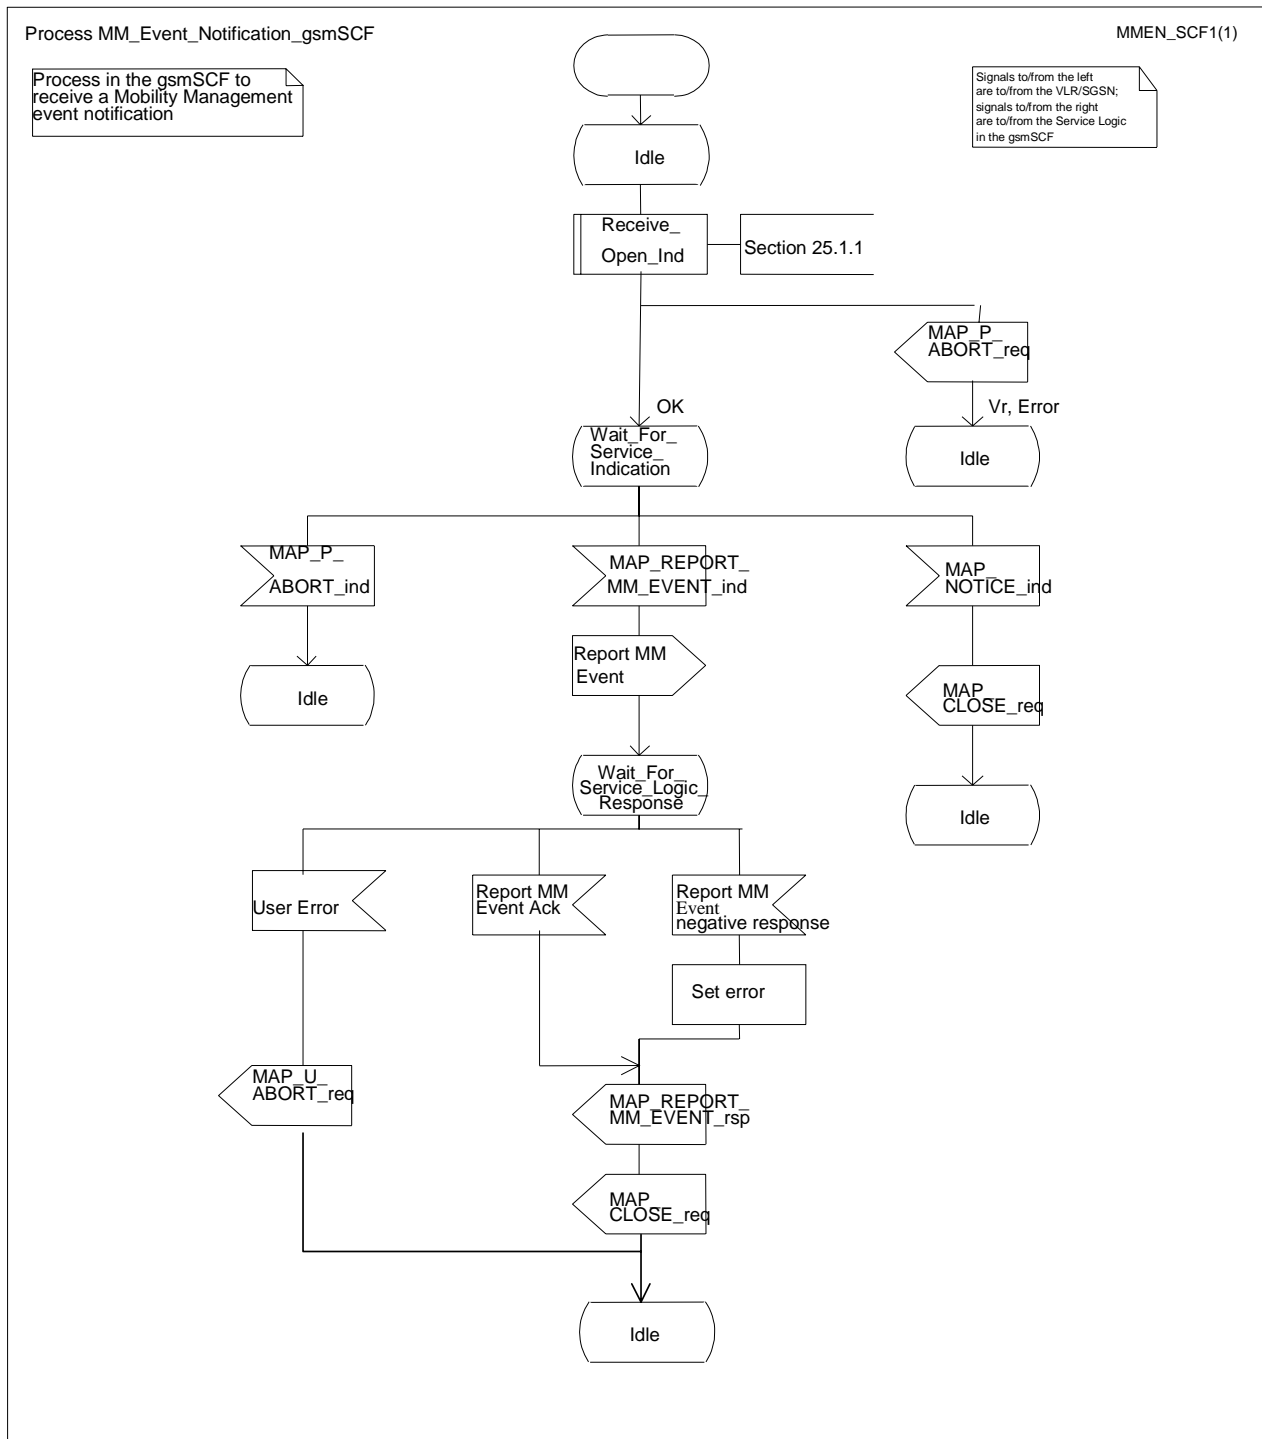 Process MM_Event_Notification_gsmSCF
MMEN_SCF1(1)
Process in the gsmSCF to
receive a Mobility Management
event notification
Signals to/from the left
are to/from the VLR/SGSN;
signals to/from the right
are to/from the Service Logic
in the gsmSCF
Idle
Receive_
Open_Ind
Section 25.1.1
MAP_P_
ABORT_req
OK
Vr, Error
Wait_For_
Service_
Indication
Idle
MAP_P_
ABORT_ind
MAP_REPORT_
MM_EVENT_ind
MAP_
NOTICE_ind
Report MM
Event
Idle
MAP_
CLOSE_req
Wait_For_
Service_Logic_
Response
Idle
User Error
Report MM
Event Ack
Report MM
Event
negative response
Set error
MAP_U_
ABORT_req
MAP_REPORT_
MM_EVENT_rsp
MAP_
CLOSE_req
Idle